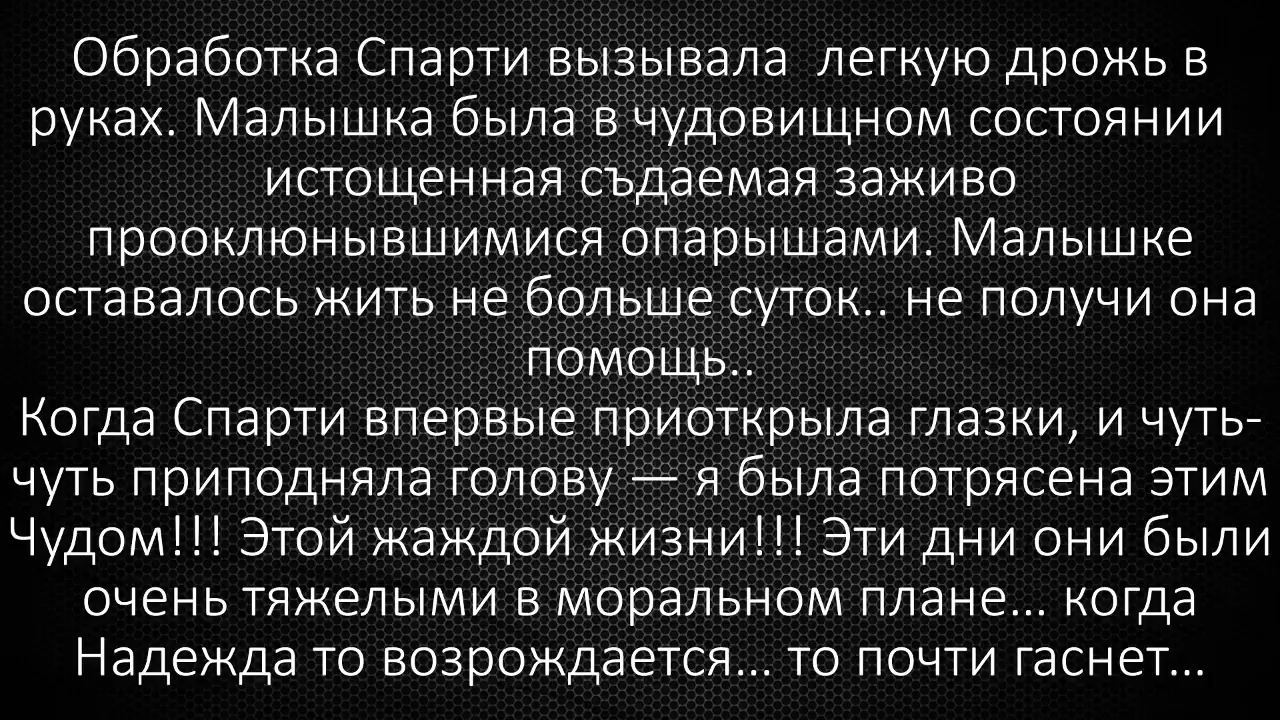 Обработка Спарти вызывала  легкую дрожь в
руках. Малышка была в чудовищном состоянии
истощенная съдаемая заживо
прооклюнывшимися опарышами. Малышке
оставалось жить не больше суток.. не получи она
помощь..
Когда Спарти впервые приоткрыла глазки, и чуть-
чуть приподняла голову — я была потрясена этим
Чудом!!! Этой жаждой жизни!!! Эти дни они были
очень тяжелыми в моральном плане... когда
Надежда то возрождается... то почти гаснет...